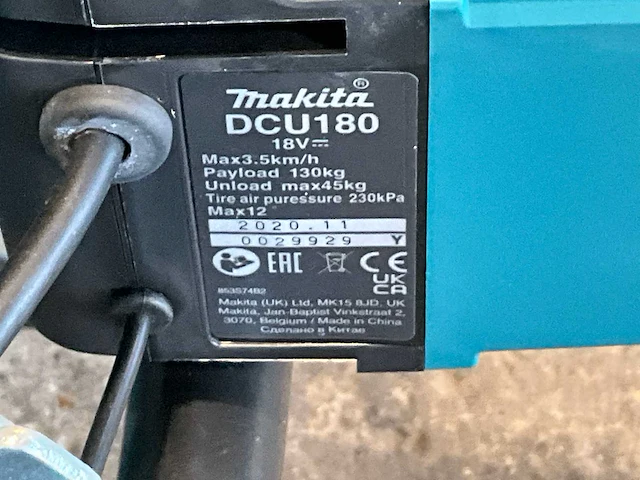 makita®
DCU180
18V⎓
Max3.5km/h
Payload 130kg
Unload max45kg
Tire air puressure 230kPa
Max12
2020.11
0029929 Y
EAC CE
UK
CA
853S74B2
Makita (UK) Ltd, MK15 8JD, UK
Makita, Jan-Baptist Vinkstraat 2,
3070, Belgium / Made in China
Сделано в Китае